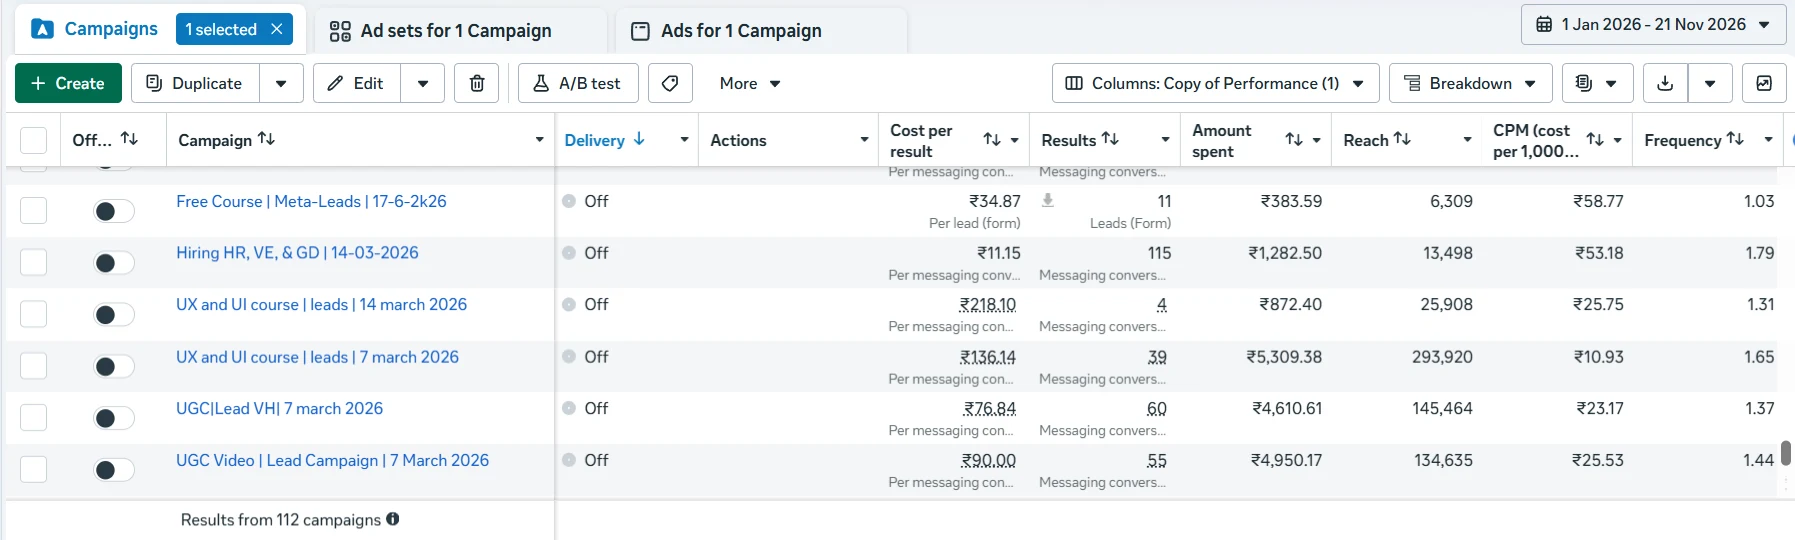 Campaigns 1 selected Ad sets for 1 Campaign Ads for 1 Campaign 1 Jan 2026 - 21 Nov 2026
+ Create Duplicate Edit A/B test More Columns: Copy of Performance (1) Breakdown
Off... Campaign Delivery Actions Cost per result Results Amount spent Reach CPM (cost per 1,000... Frequency
Per messaging conv... Messaging convers...
Free Course | Meta-Leads | 17-6-2k26 Off ₹34.87 11 ₹383.59 6,309 ₹58.77 1.03
Per lead (form) Leads (Form)
Hiring HR, VE, & GD | 14-03-2026 Off ₹11.15 115 ₹1,282.50 13,498 ₹53.18 1.79
Per messaging conv... Messaging convers...
UX and UI course | leads | 14 march 2026 Off ₹218.10 4 ₹872.40 25,908 ₹25.75 1.31
Per messaging con... Messaging convers...
UX and UI course | leads | 7 march 2026 Off ₹136.14 39 ₹5,309.38 293,920 ₹10.93 1.65
Per messaging con... Messaging convers...
UGC|Lead VH| 7 march 2026 Off ₹76.84 60 ₹4,610.61 145,464 ₹23.17 1.37
Per messaging con... Messaging convers...
UGC Video | Lead Campaign | 7 March 2026 Off ₹90.00 55 ₹4,950.17 134,635 ₹25.53 1.44
Per messaging con... Messaging convers...
Results from 112 campaigns